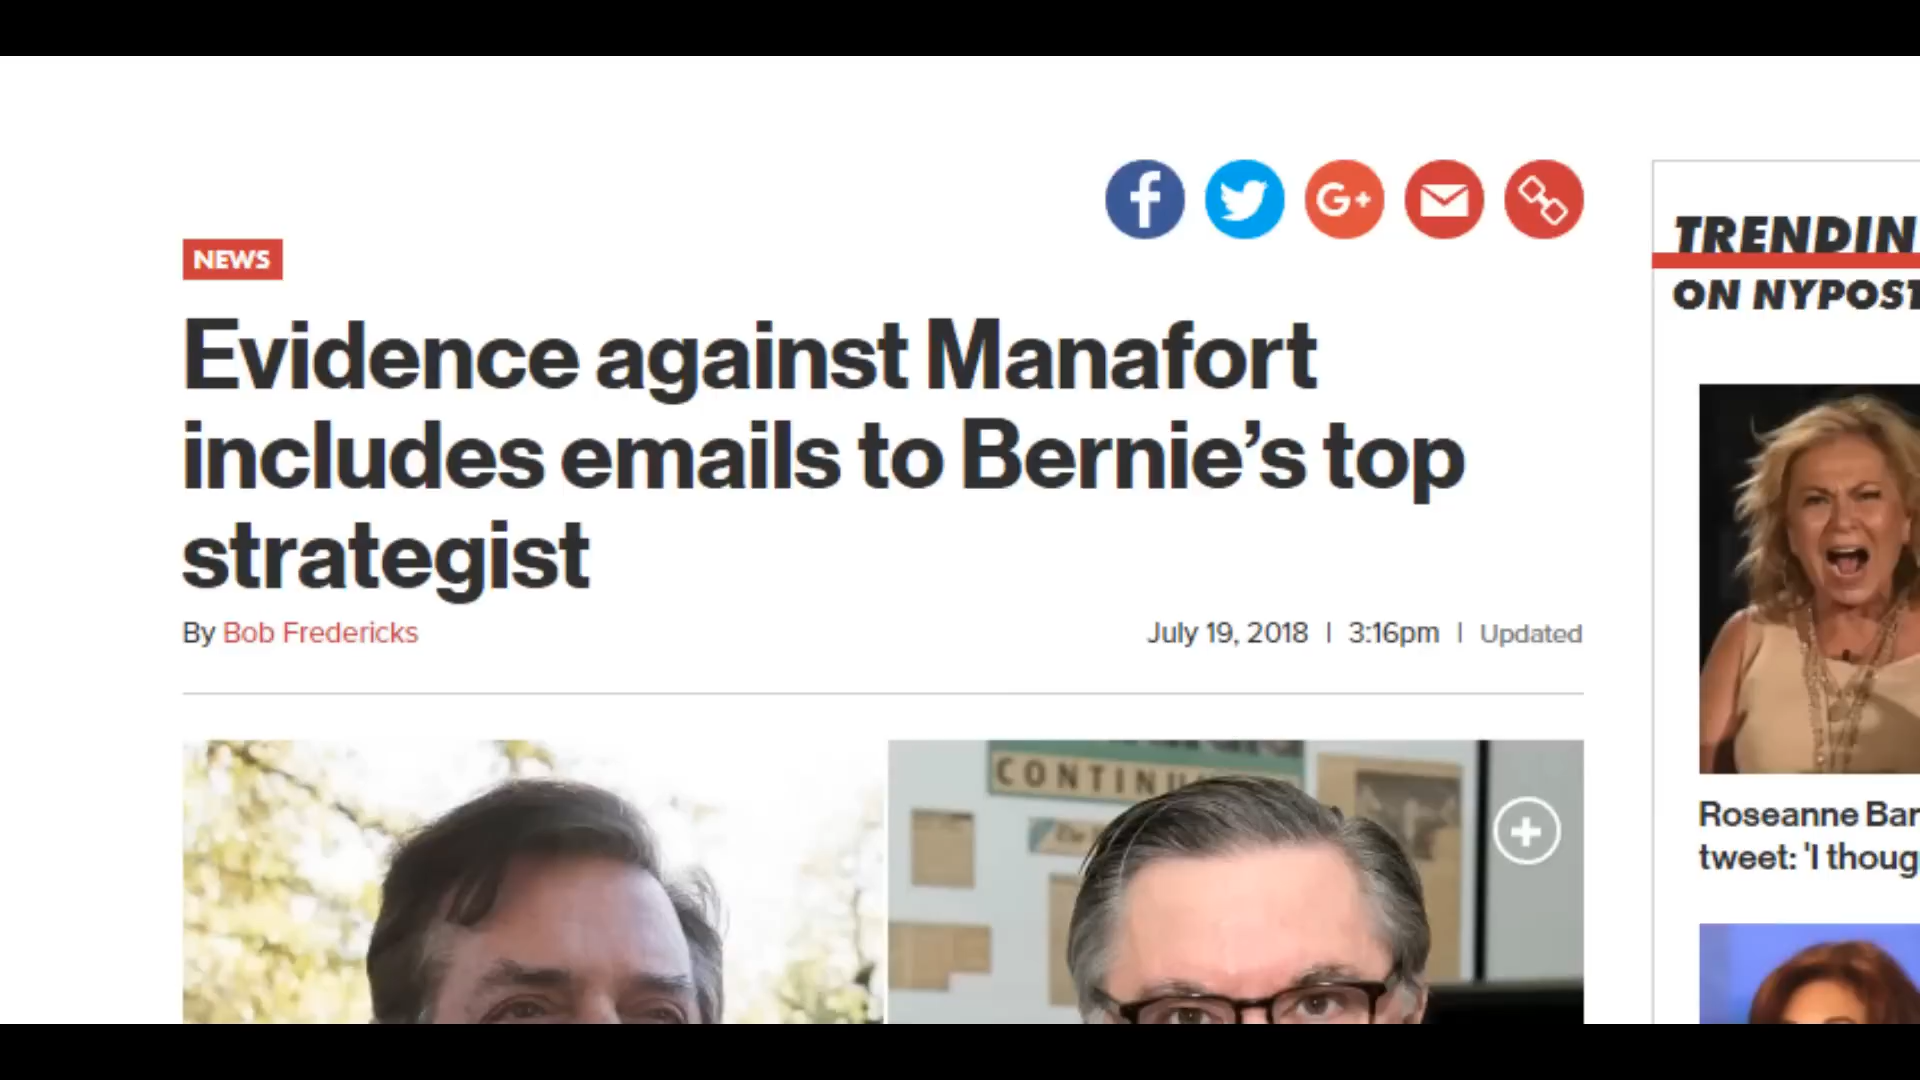 NEWS
Evidence against Manafort
includes emails to Bernie's top
strategist
By Bob Fredericks
July 19, 2018 | 3:16pm | Updated
CONTINU
G+
TRENDIN
ON NYPOST
Roseanne Bar
tweet: 'I thoug